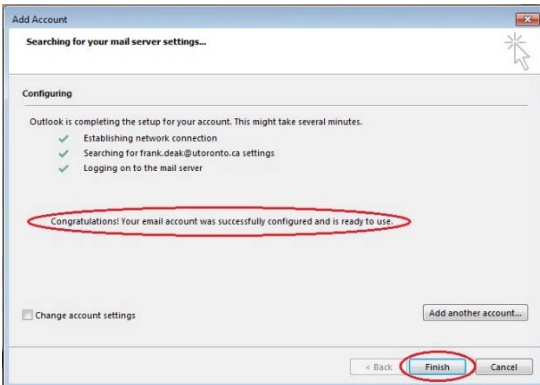 Add Account
Searching for your mail server settings...
Configuring
Outlook is completing the setup for your account. This might take several minutes.
Establishing network connection
Searching for frank.deak@utoronto.ca settings
Logging on to the mail server
Congratulations! Your email account was successfully configured and is ready to use.
Change account settings
Add another account...
< Back
Finish
Cancel